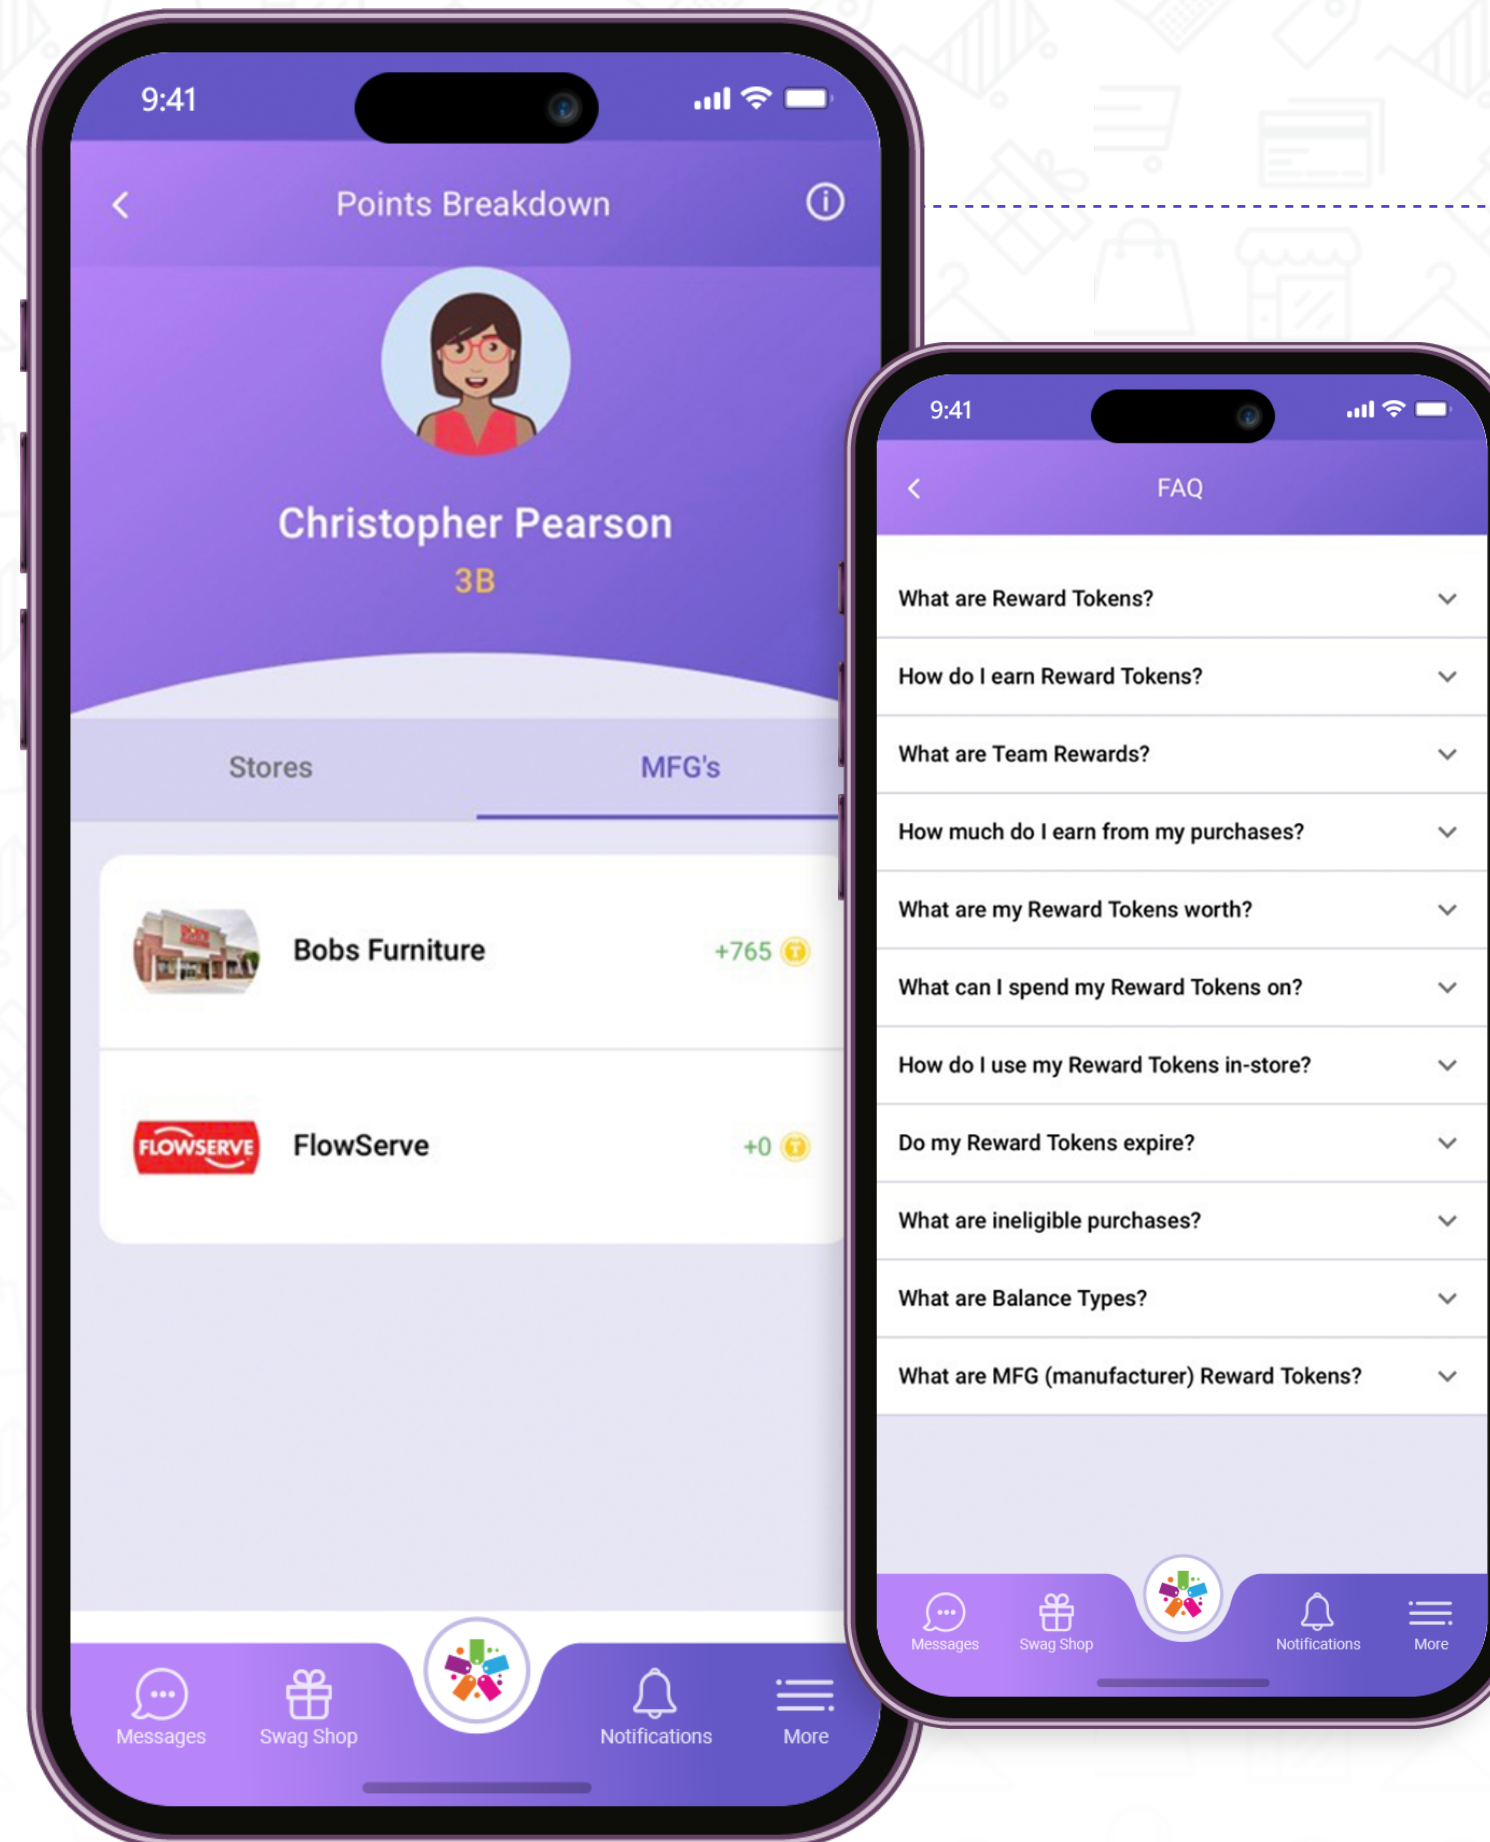 9:41
Points Breakdown
Christopher Pearson
3B
Stores
MFG's
Bobs Furniture
+765
FLOWSERVE
FlowServe
+0
Messages
Swag Shop
Notifications
More
9:41
FAQ
What are Reward Tokens?
How do I earn Reward Tokens?
What are Team Rewards?
How much do I earn from my purchases?
What are my Reward Tokens worth?
What can I spend my Reward Tokens on?
How do I use my Reward Tokens in-store?
Do my Reward Tokens expire?
What are ineligible purchases?
What are Balance Types?
What are MFG (manufacturer) Reward Tokens?
Messages
Swag Shop
Notifications
More